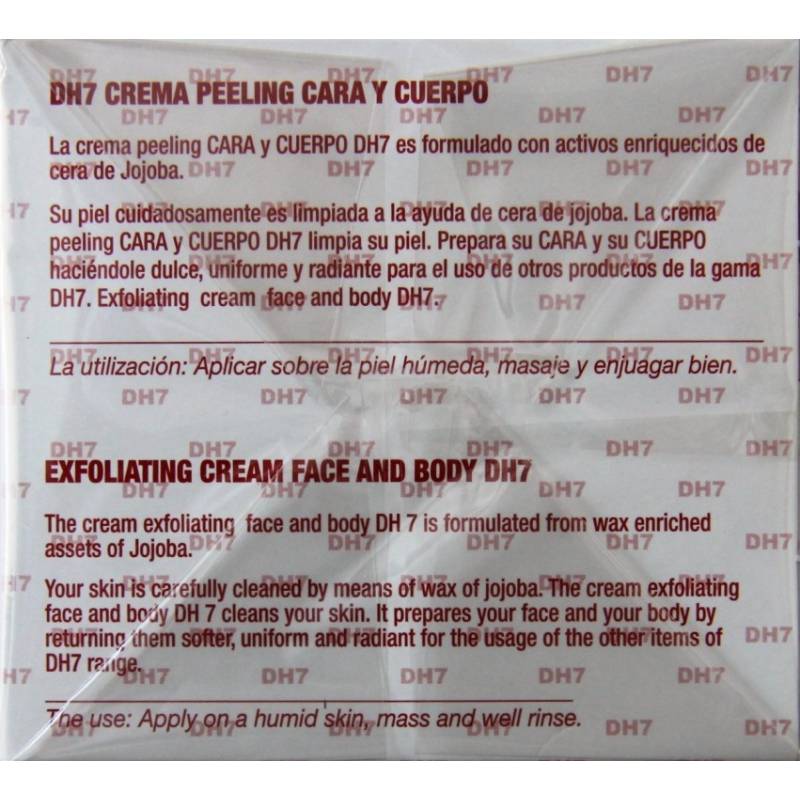 DH7 CREMA PEELING CARA Y CUERPO
La crema peeling CARA y CUERPO DH7 es formulado con activos enriquecidos de
cera de Jojoba.
Su piel cuidadosamente es limpiada a la ayuda de cera de jojoba. La crema
peeling CARA y CUERPO DH7 limpia su piel. Prepara su CARA y su CUERPO
haciéndole dulce, uniforme y radiante para el uso de otros productos de la gama
DH7. Exfoliating cream face and body DH7.
La utilización: Aplicar sobre la piel húmeda, masaje y enjuagar bien.
EXFOLIATING CREAM FACE AND BODY DH7
The cream exfoliating face and body DH 7 is formulated from wax enriched
assets of Jojoba.
Your skin is carefully cleaned by means of wax of jojoba. The cream exfoliating
face and body DH 7 cleans your skin. It prepares your face and your body by
returning them softer, uniform and radiant for the usage of the other items of
DH7 range.
The use: Apply on a humid skin, mass and well rinse.